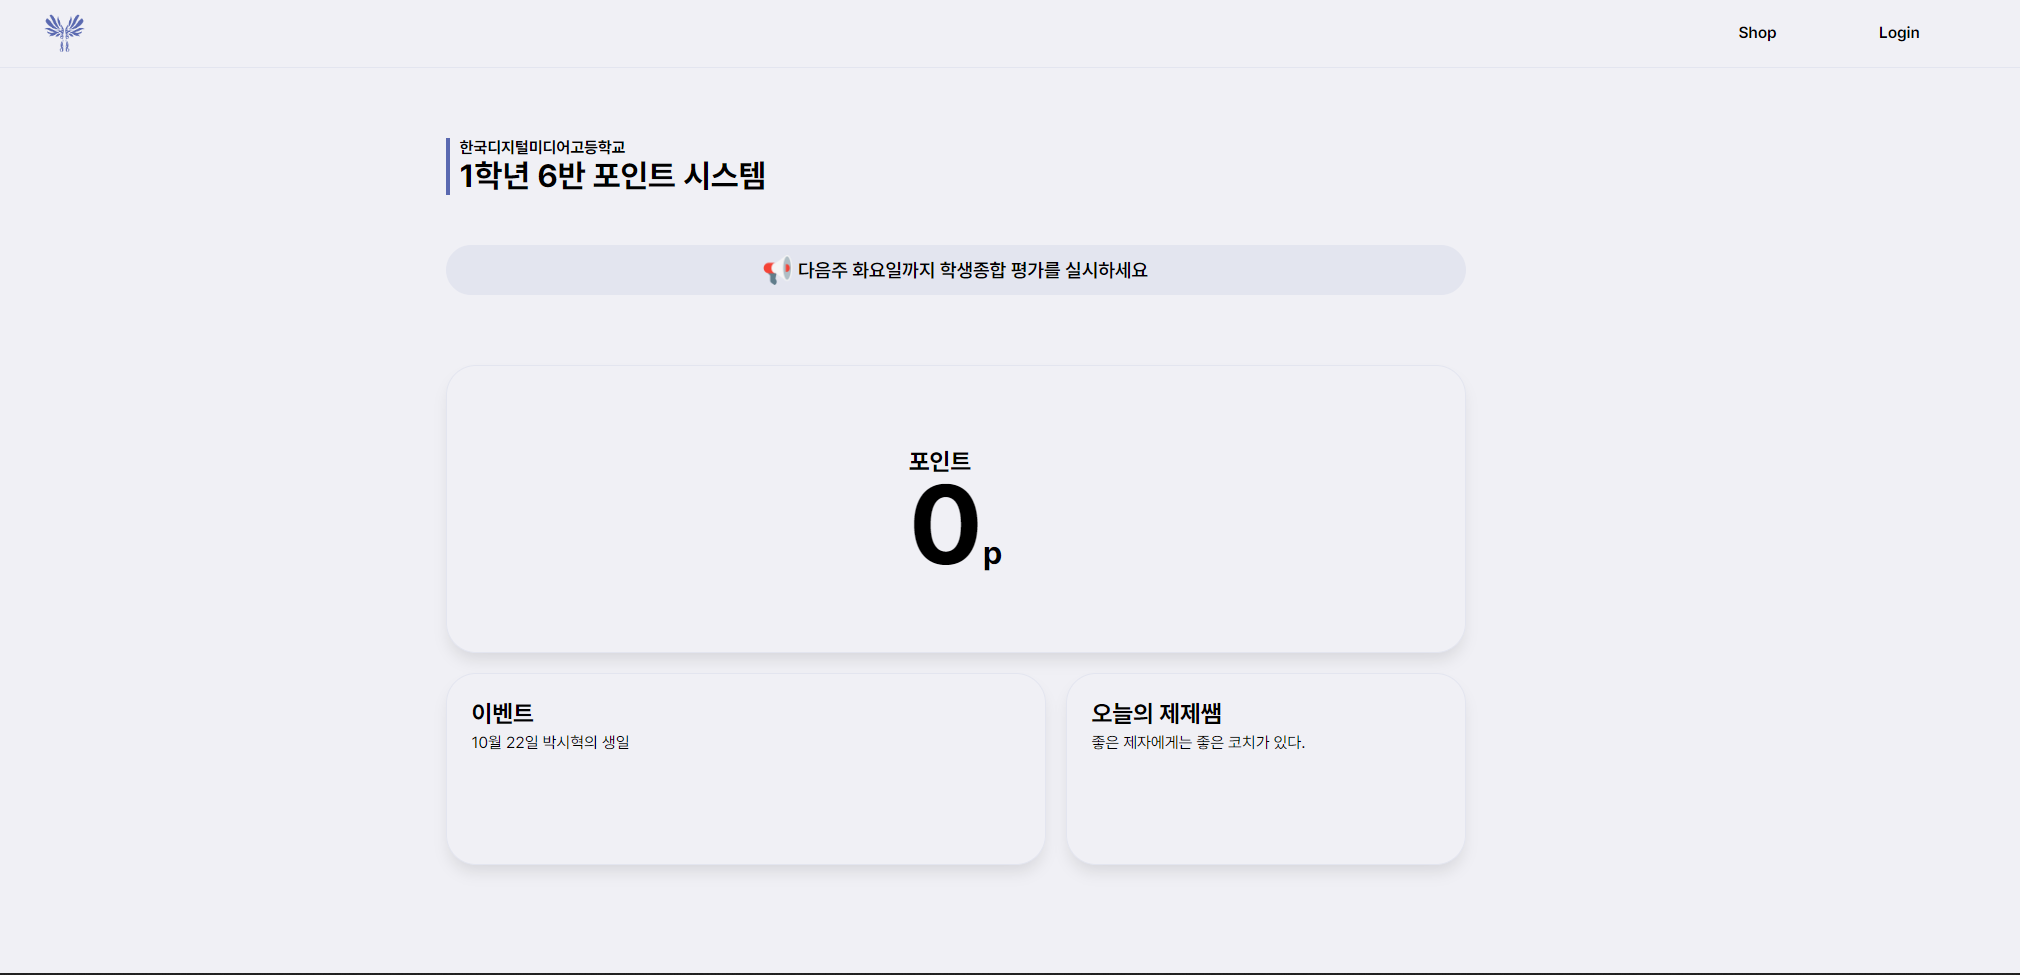 Shop
Login
한국디지털미디어고등학교
1학년 6반 포인트 시스템
📢 다음주 화요일까지 학생종합 평가를 실시하세요
포인트
0p
이벤트
10월 22일 박시혁의 생일
오늘의 제제쌤
좋은 제자에게는 좋은 코치가 있다.